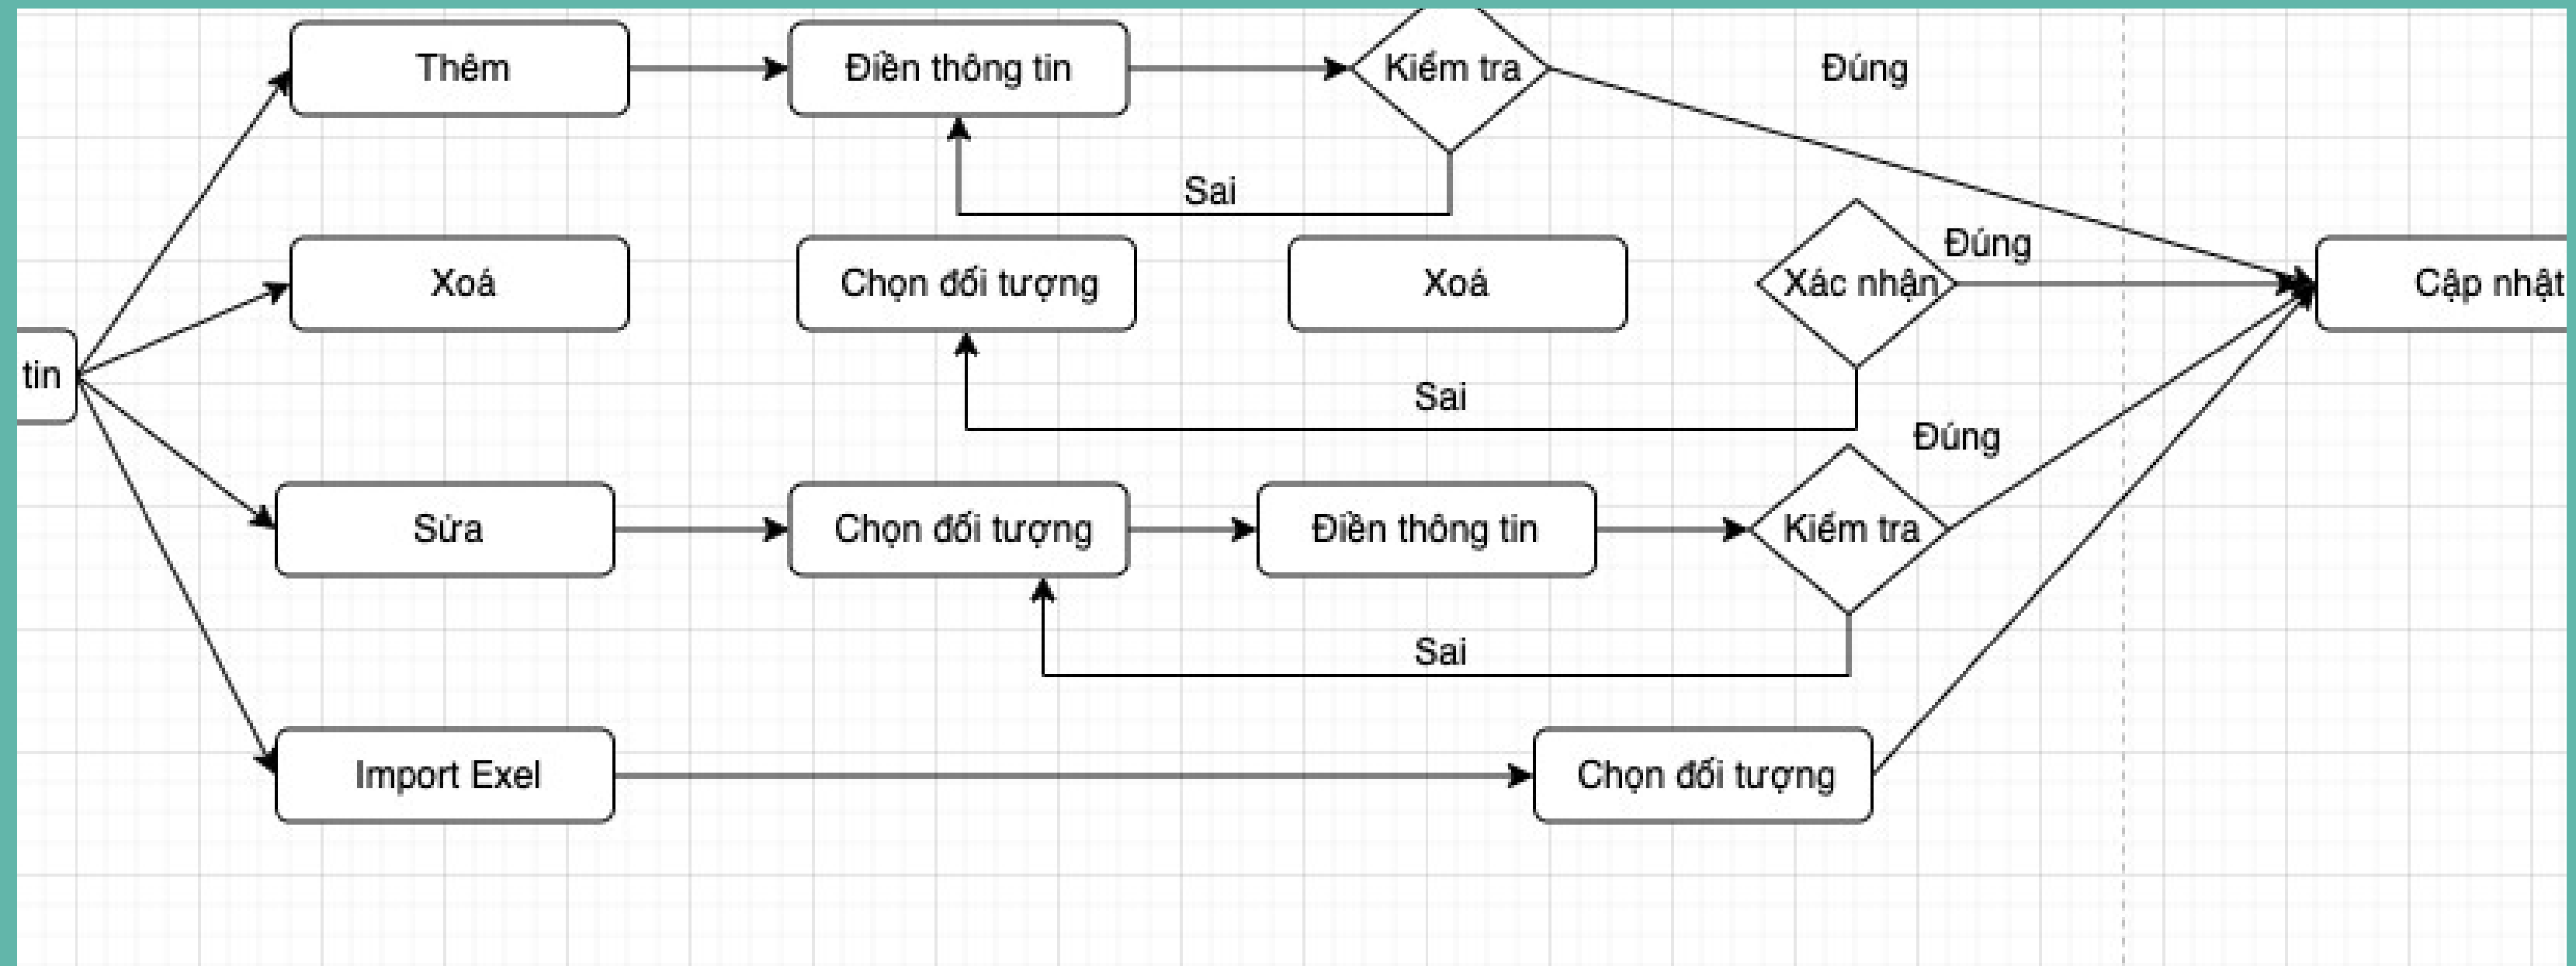 Thêm
Điền thông tin
Kiểm tra
Đúng
Sai
Xoá
Chọn đối tượng
Xoá
Xác nhận
Đúng
tin
Sai
Đúng
Sửa
Chọn đối tượng
Điền thông tin
Kiểm tra
Sai
Import Exel
Chọn đối tượng
Cập nhật